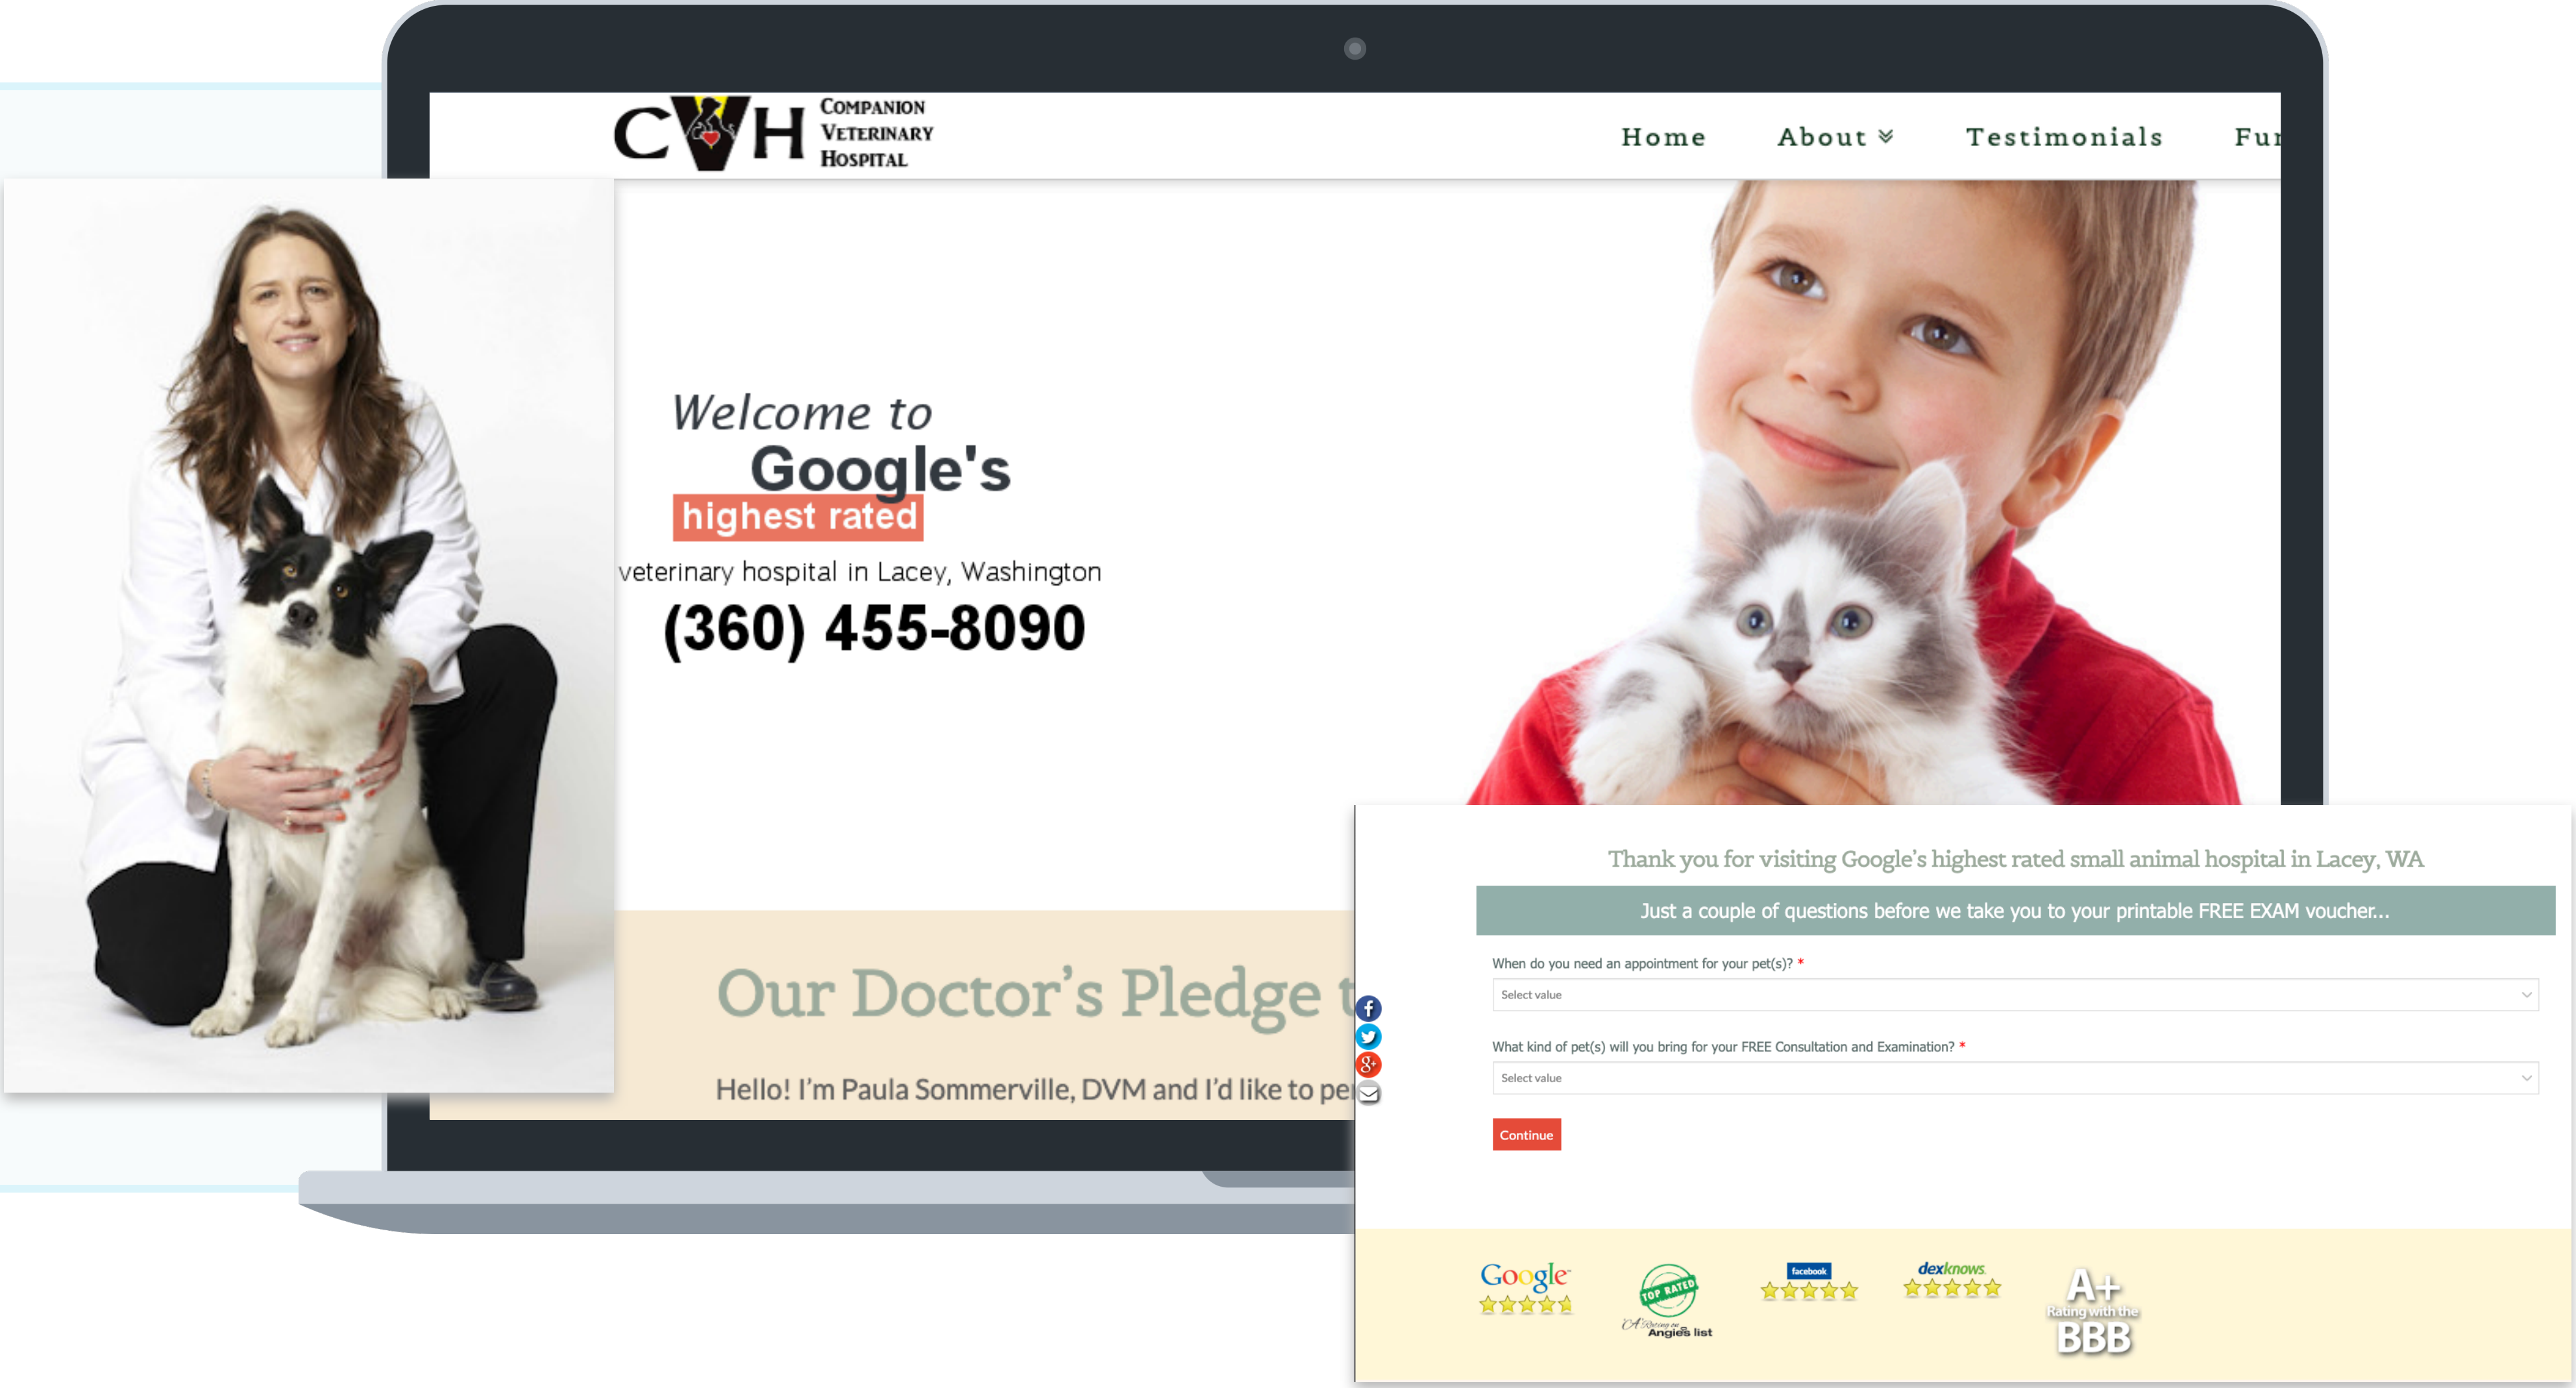 CVH
COMPANION
VETERINARY
HOSPITAL
Home About Testimonials Fur
Welcome to
Google's
highest rated
veterinary hospital in Lacey, Washington
(360) 455-8090
Our Doctor's Pledge t
Hello! I'm Paula Sommerville, DVM and I'd like to per
Thank you for visiting Google's highest rated small animal hospital in Lacey, WA
Just a couple of questions before we take you to your printable FREE EXAM voucher...
When do you need an appointment for your pet(s)? *
Select value
What kind of pet(s) will you bring for your FREE Consultation and Examination? *
Select value
Continue
Google
TOP RATED
"A" Rating on
Angie's list
facebook
dexknows
A+
Rating with the
BBB